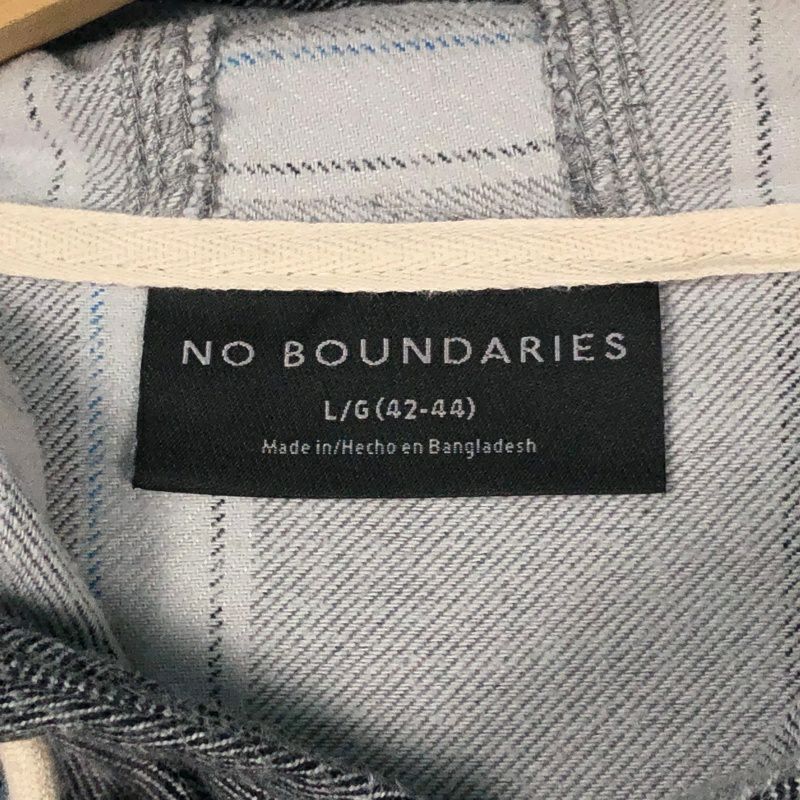 NO BOUNDARIES
L/G (42-44)
Made in/Hecho en Bangladesh